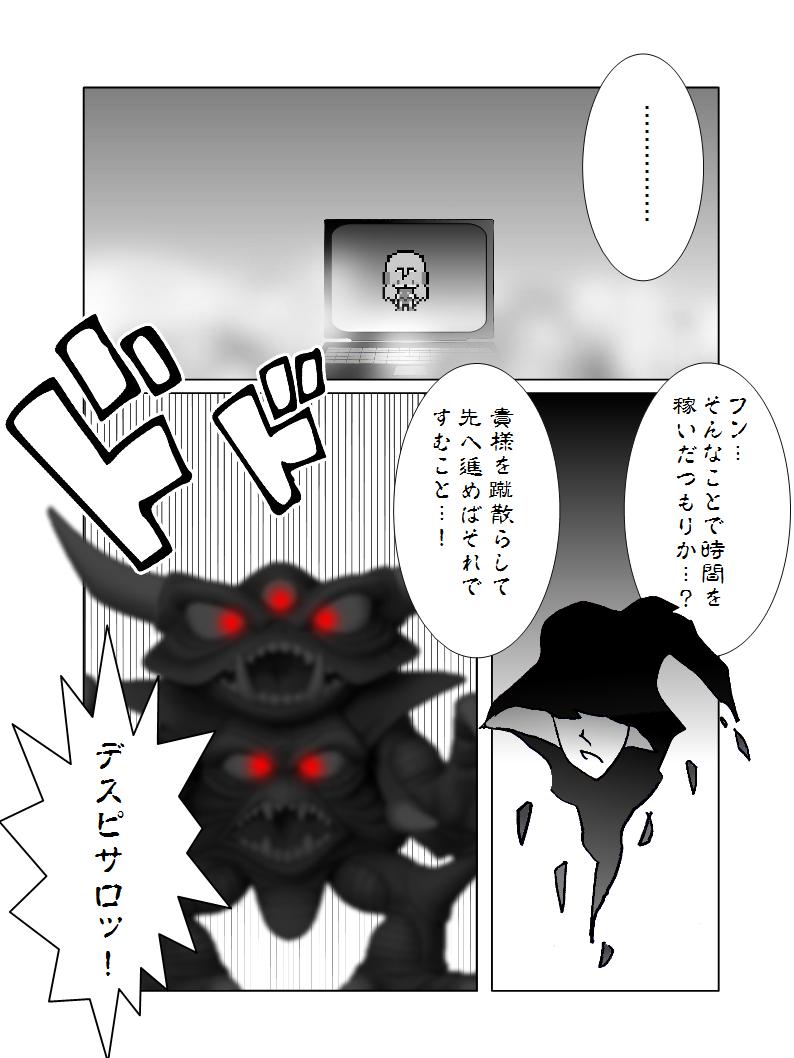 ……………
フン…
そんなことで時間を
稼いだつもりか…？
貴様を蹴散らして
先へ進めばそれで
すむこと…！
ドドド
デスピサロッ！